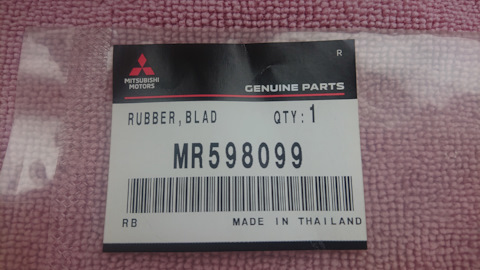 R
MITSUBISHI
MOTORS
GENUINE PARTS
RUBBER,BLAD QTY:1
MR598099
RB MADE IN THAILAND